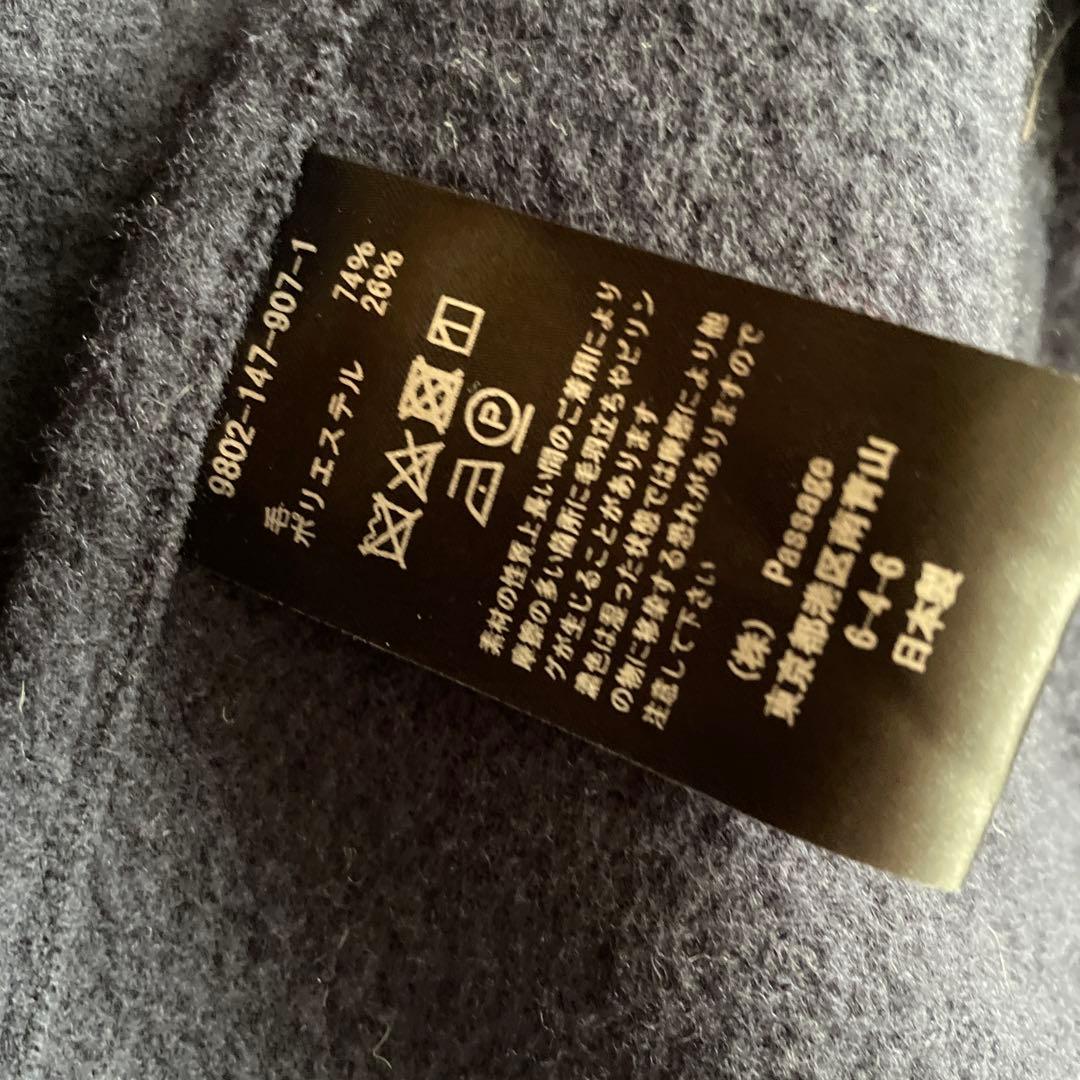 9802-147-907-1
毛 74%
ポリエステル 26%
P
素材の性質上長い間のご着用により
摩擦の多い箇所に毛羽立ちやピリン
グが生じることがあります
濃色は湿った状態では摩擦により他
の物に移染する恐れがありますので
注意して下さい
(株) Passage
東京都港区南青山
6-4-6
日本製